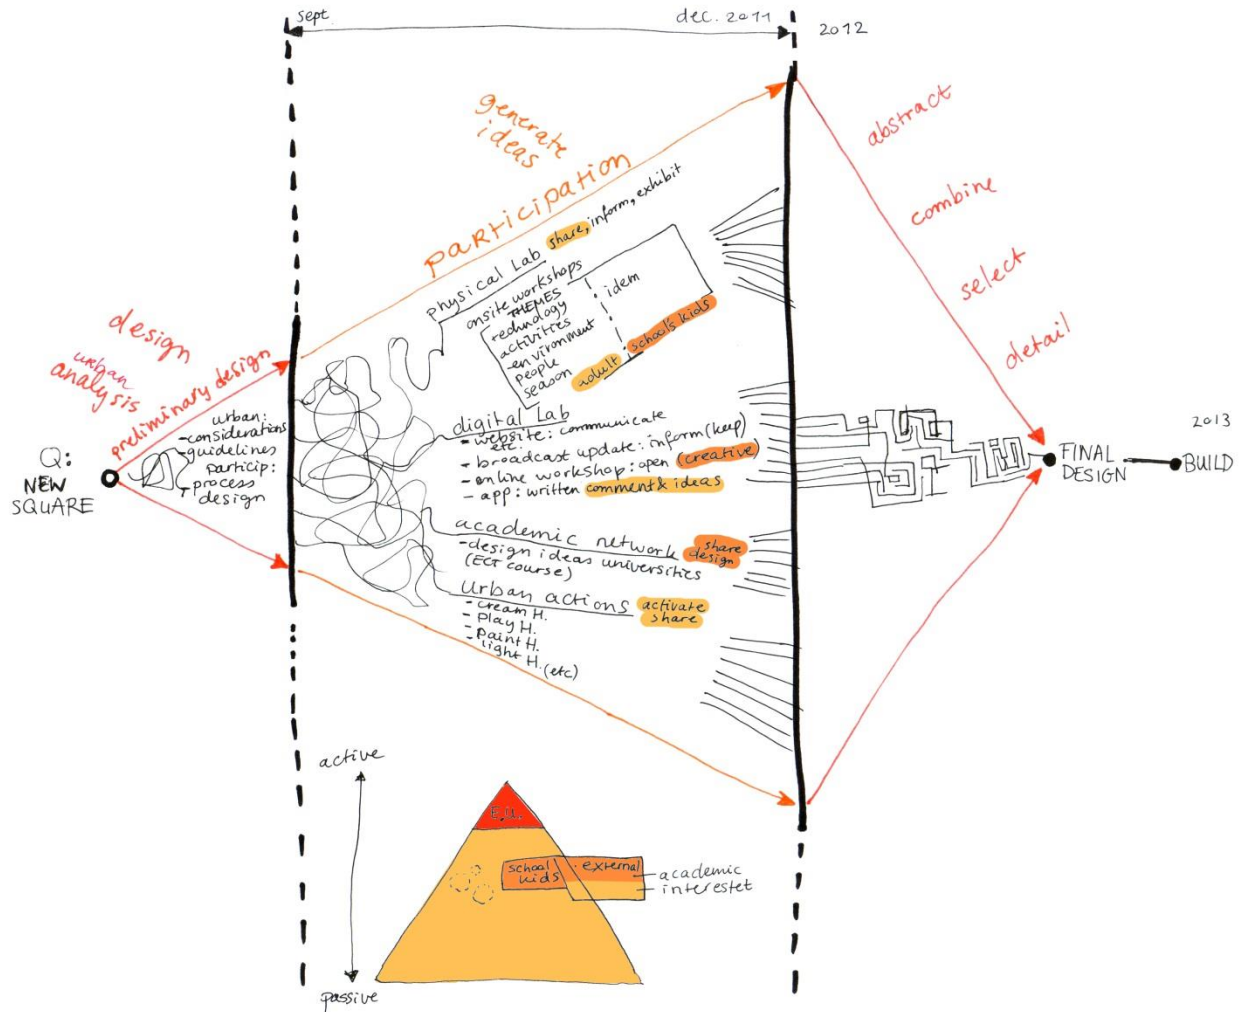 sept.
dec. 2011
2012
generate
ideas
participation
abstract
combine
select
detail
design
urban
analysis
preliminary design
Q:
NEW
SQUARE
urban:
-considerations
-guidelines
particip:
-process
design
physical Lab share, inform, exhibit
onsite workshops
THEMES
activities
-environment
people
season
idem
adult
school's kids
digital Lab
- website: communicate
etc.
- broadcast update: inform (keep)
- online workshop: open (creative)
- app: written comment & ideas
academic network share
design
-design ideas universities
(ECT course)
urban actions activate
share
- cream H.
- play H.
- paint H.
- light H. (etc)
FINAL
DESIGN
2013
BUILD
active
passive
E.U.
school
kids
external
academic
interestet